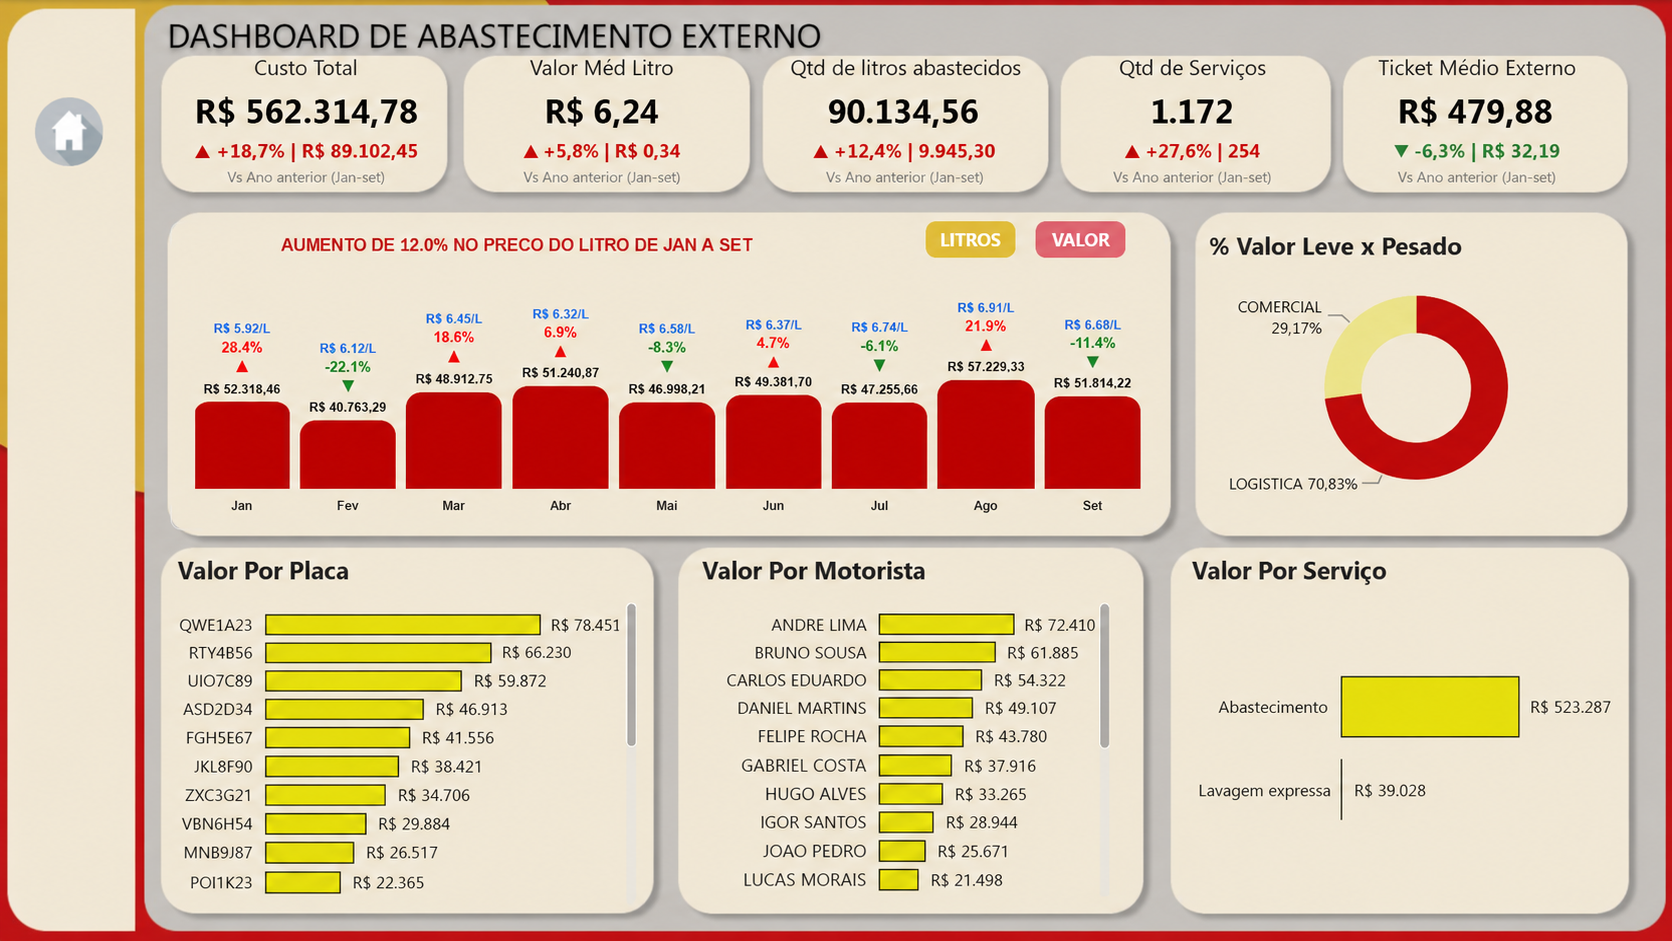 DASHBOARD DE ABASTECIMENTO EXTERNO
Custo Total
R$ 562.314,78
▲ +18,7% | R$ 89.102,45
Vs Ano anterior (Jan-set)
Valor Méd Litro
R$ 6,24
▲ +5,8% | R$ 0,34
Vs Ano anterior (Jan-set)
Qtd de litros abastecidos
90.134,56
▲ +12,4% | 9.945,30
Vs Ano anterior (Jan-set)
Qtd de Serviços
1.172
▲ +27,6% | 254
Vs Ano anterior (Jan-set)
Ticket Médio Externo
R$ 479,88
▼ -6,3% | R$ 32,19
Vs Ano anterior (Jan-set)
AUMENTO DE 12.0% NO PRECO DO LITRO DE JAN A SET
LITROS
VALOR
R$ 5.92/L
28.4%
▲
R$ 52.318,46
Jan
R$ 6.12/L
-22.1%
▼
R$ 40.763,29
Fev
R$ 6.45/L
18.6%
▲
R$ 48.912.75
Mar
R$ 6.32/L
6.9%
▲
R$ 51.240,87
Abr
R$ 6.58/L
-8.3%
▼
R$ 46.998,21
Mai
R$ 6.37/L
4.7%
▲
R$ 49.381,70
Jun
R$ 6.74/L
-6.1%
▼
R$ 47.255,66
Jul
R$ 6.91/L
21.9%
▲
R$ 57.229,33
Ago
R$ 6.68/L
-11.4%
▼
R$ 51.814,22
Set
% Valor Leve x Pesado
COMERCIAL
29,17%
LOGISTICA 70,83%
Valor Por Placa
QWE1A23 R$ 78.451
RTY4B56 R$ 66.230
UIO7C89 R$ 59.872
ASD2D34 R$ 46.913
FGH5E67 R$ 41.556
JKL8F90 R$ 38.421
ZXC3G21 R$ 34.706
VBN6H54 R$ 29.884
MNB9J87 R$ 26.517
POI1K23 R$ 22.365
Valor Por Motorista
ANDRE LIMA R$ 72.410
BRUNO SOUSA R$ 61.885
CARLOS EDUARDO R$ 54.322
DANIEL MARTINS R$ 49.107
FELIPE ROCHA R$ 43.780
GABRIEL COSTA R$ 37.916
HUGO ALVES R$ 33.265
IGOR SANTOS R$ 28.944
JOAO PEDRO R$ 25.671
LUCAS MORAIS R$ 21.498
Valor Por Serviço
Abastecimento R$ 523.287
Lavagem expressa R$ 39.028